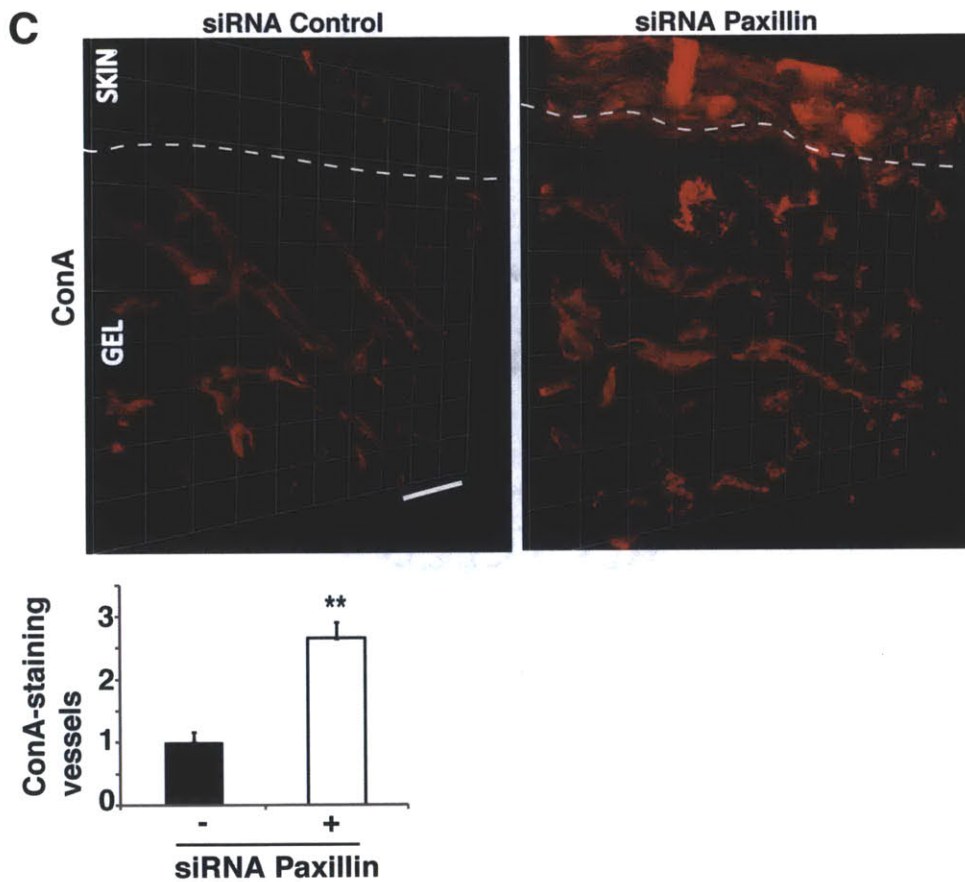 C
siRNA Control
siRNA Paxillin
SKIN
GEL
ConA
ConA-staining
vessels
3
2
1
0
**
- +
siRNA Paxillin